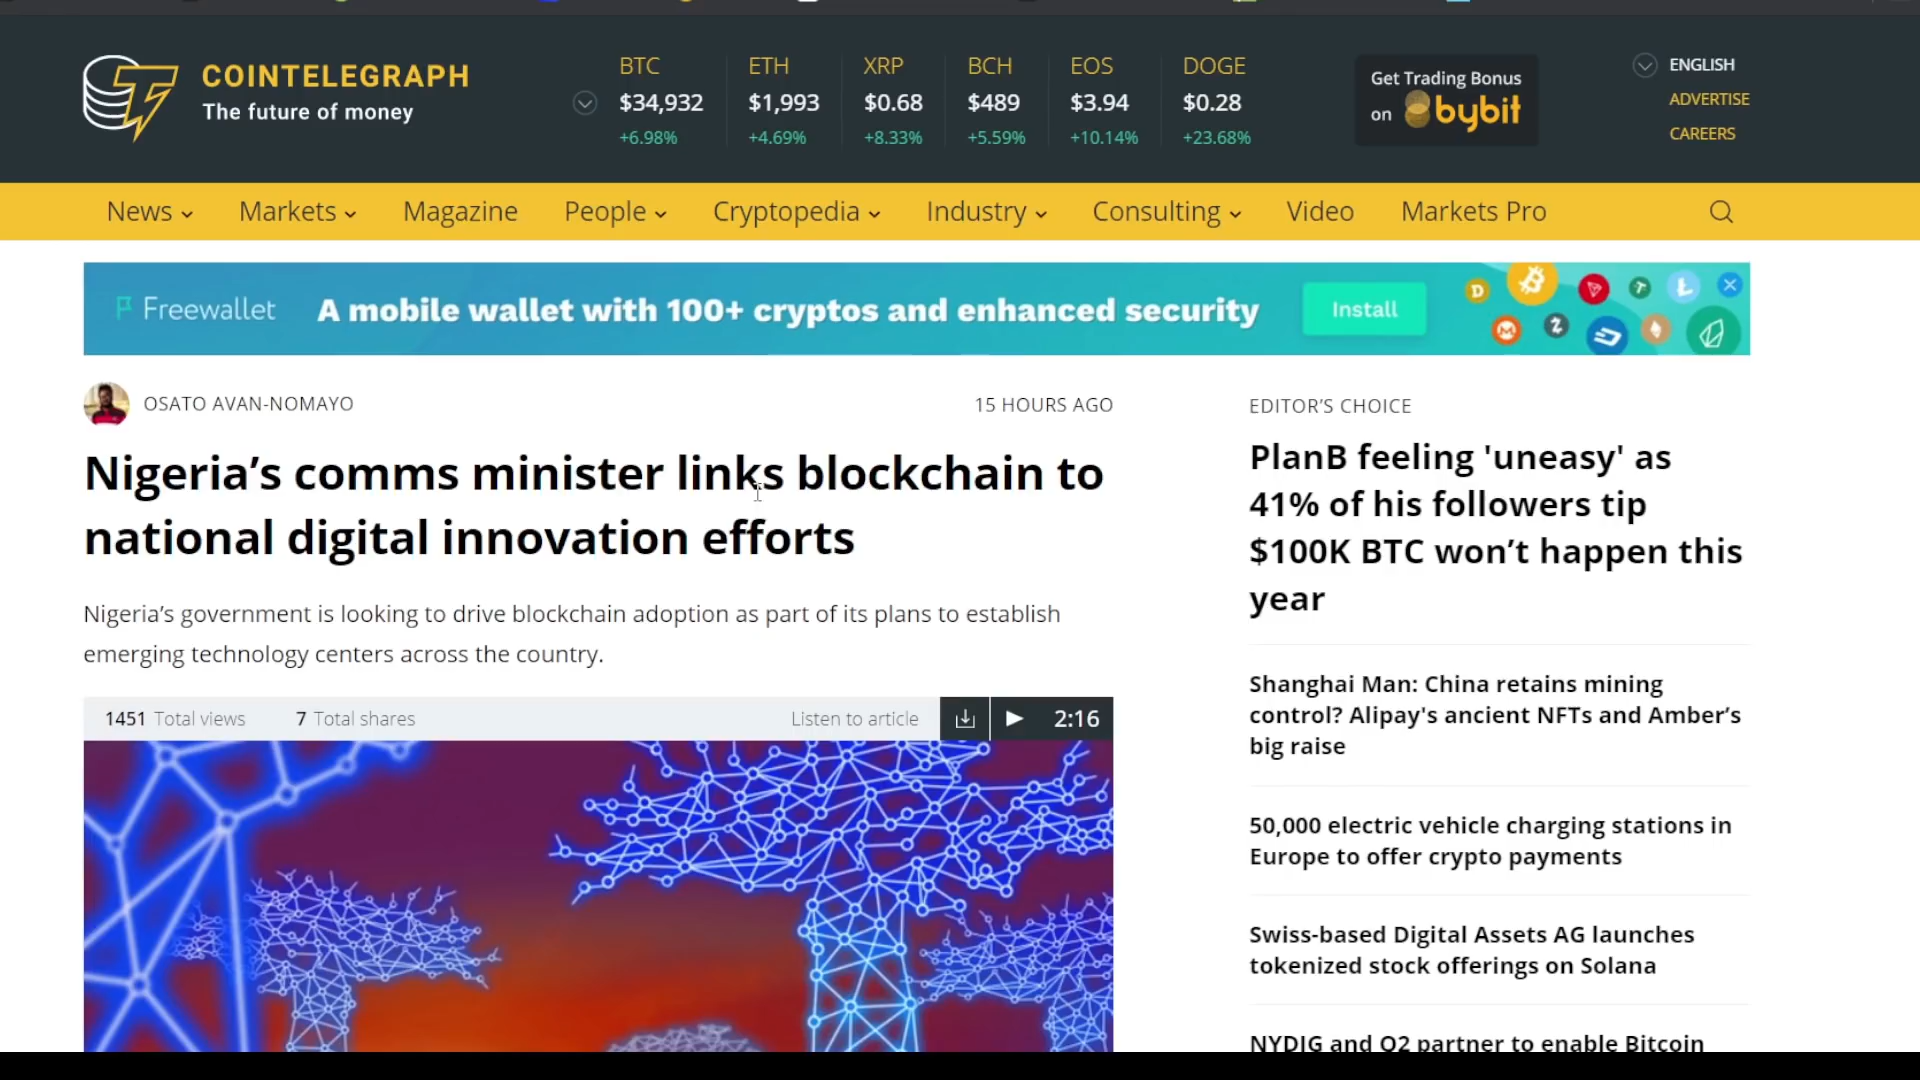 COINTELEGRAPH
The future of money
BTC
$34,932
+6.98%
ETH
$1,993
+4.69%
XRP
$0.68
+8.33%
BCH
$489
+5.59%
EOS
$3.94
+10.14%
DOGE
$0.28
+23.68%
Get Trading Bonus
on bybit
ENGLISH
ADVERTISE
CAREERS
News Markets Magazine People Cryptopedia Industry Consulting Video Markets Pro
Freewallet A mobile wallet with 100+ cryptos and enhanced security Install
OSATO AVAN-NOMAYO 15 HOURS AGO
Nigeria’s comms minister links blockchain to
national digital innovation efforts
Nigeria’s government is looking to drive blockchain adoption as part of its plans to establish
emerging technology centers across the country.
1451 Total views 7 Total shares Listen to article 2:16
EDITOR’S CHOICE
PlanB feeling 'uneasy' as
41% of his followers tip
$100K BTC won’t happen this
year
Shanghai Man: China retains mining
control? Alipay's ancient NFTs and Amber’s
big raise
50,000 electric vehicle charging stations in
Europe to offer crypto payments
Swiss-based Digital Assets AG launches
tokenized stock offerings on Solana
NYDIG and Q2 partner to enable Bitcoin